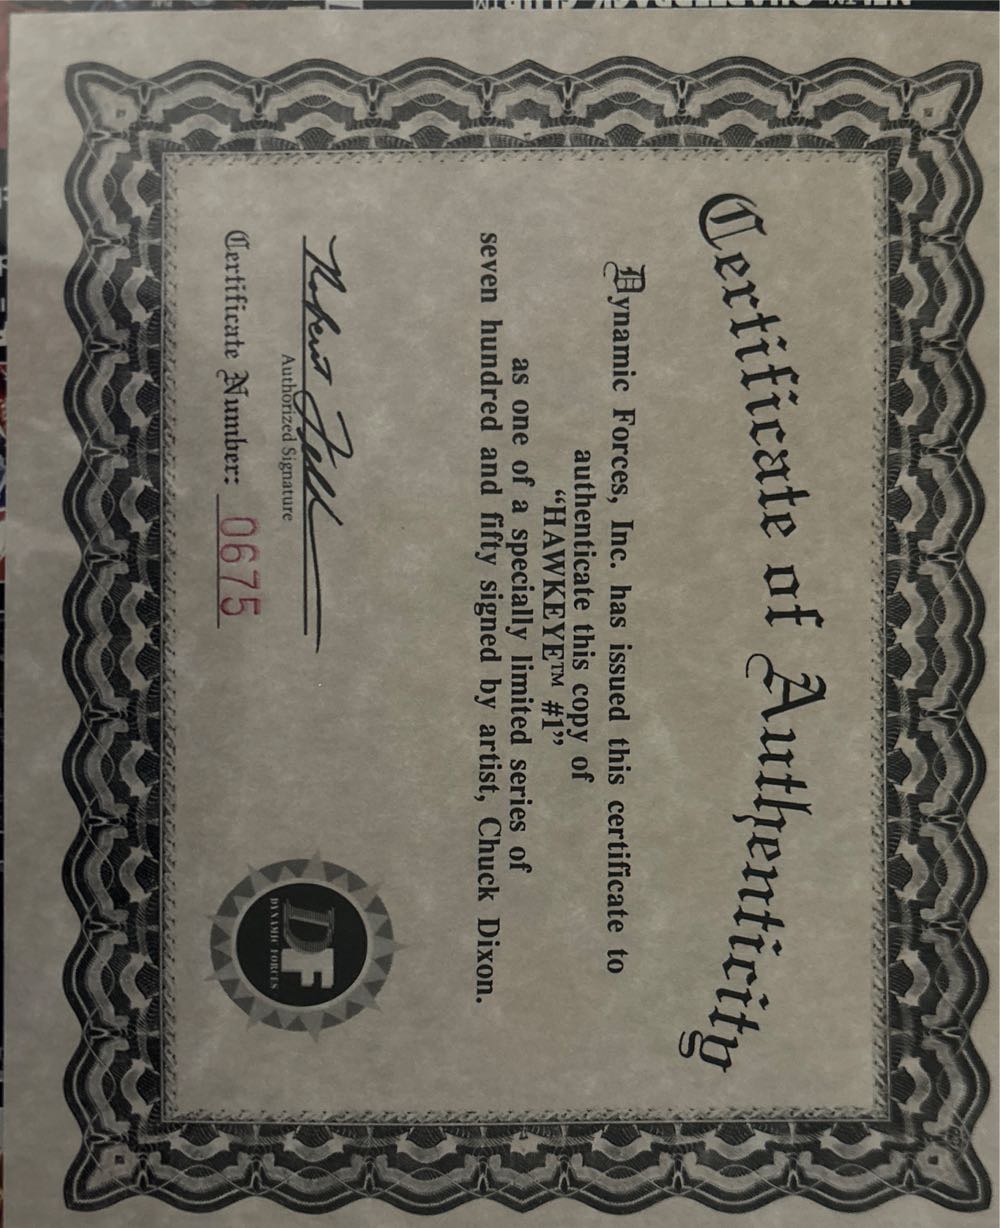 Certificate of Authenticity
Dynamic Forces, Inc. has issued this certificate to
authenticate this copy of
“HAWKEYE™ #1”
as one of a specially limited series of
seven hundred and fifty signed by artist, Chuck Dixon.
Authorized Signature
Certificate Number: 0675
DF
DYNAMIC FORCES